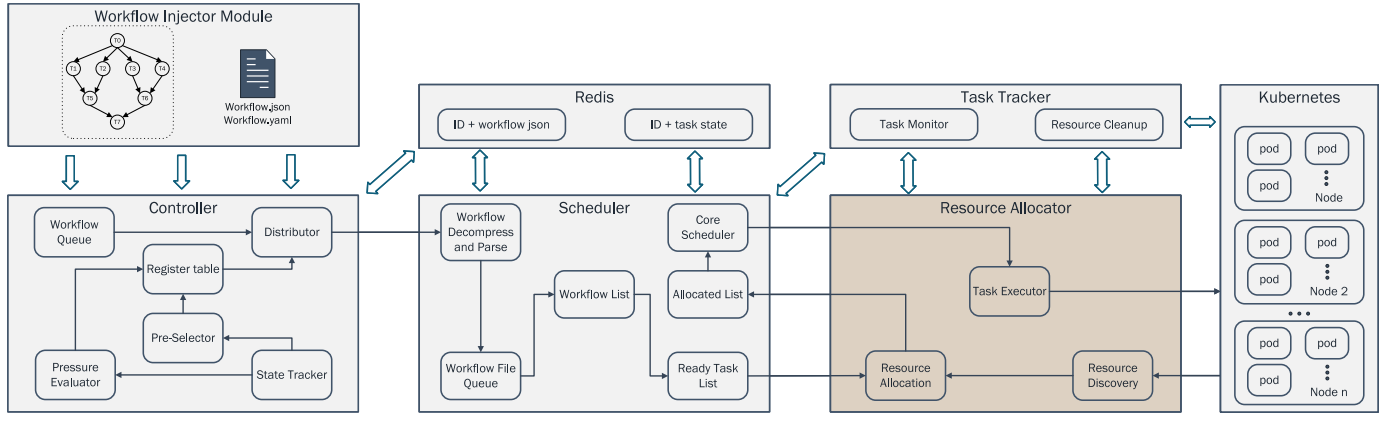 Workflow Injector Module
T0
T1
T2
T3
T4
T5
T6
T7
Workflow.json
Workflow.yaml
Redis
ID + workflow json
ID + task state
Task Tracker
Task Monitor
Resource Cleanup
Kubernetes
pod
pod
pod
Node
pod
pod
pod
Node 2
pod
pod
pod
Node n
Controller
Workflow
Queue
Distributor
Register table
Pre-Selector
Pressure
Evaluator
State Tracker
Scheduler
Workflow
Decompress
and Parse
Core
Scheduler
Workflow List
Allocated List
Workflow File
Queue
Ready Task
List
Resource Allocator
Task Executor
Resource
Allocation
Resource
Discovery